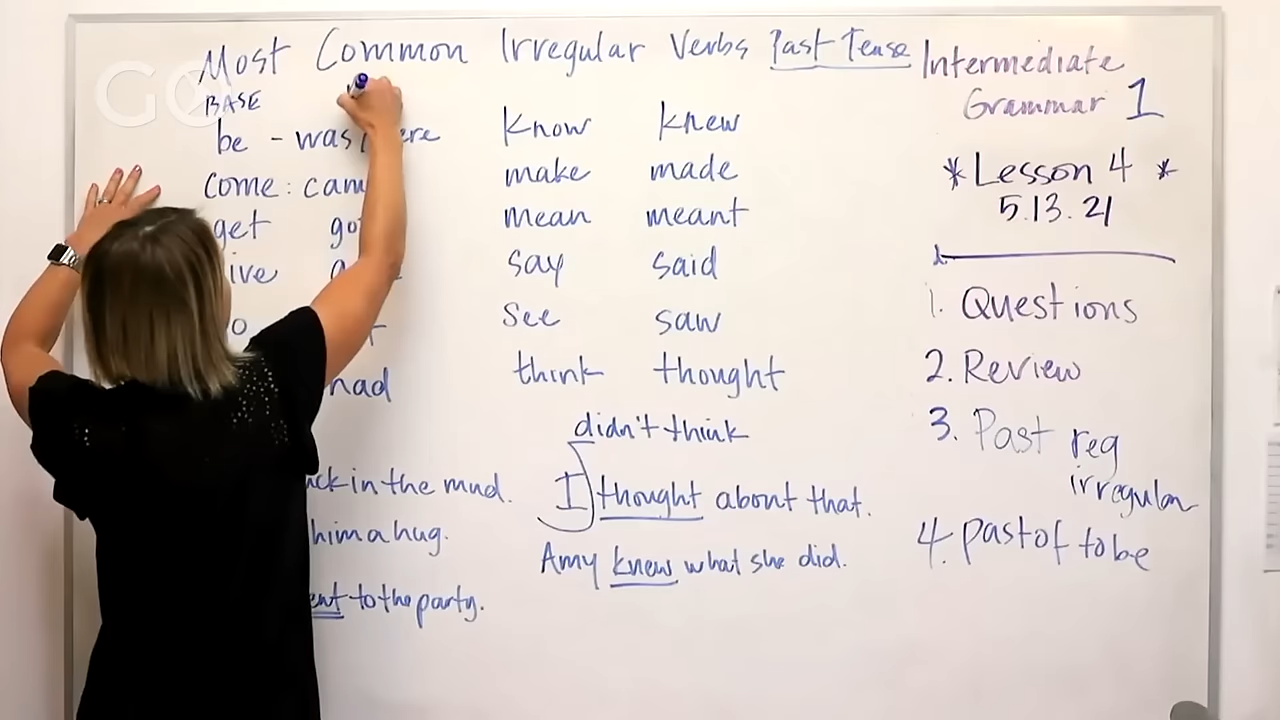 Most Common Irregular Verbs Past Tense
BASE
be - was
come: cam
get go
ive
had
in the mud.
him a hug.
to the party.
know knew
make made
mean meant
say said
see saw
think thought
didn't think
I thought about that.
Amy knew what she did.
Intermediate
Grammar 1
* Lesson 4 *
5.13.21
1. Questions
2. Review
3. Past reg
irregular
4. past of to be
GO